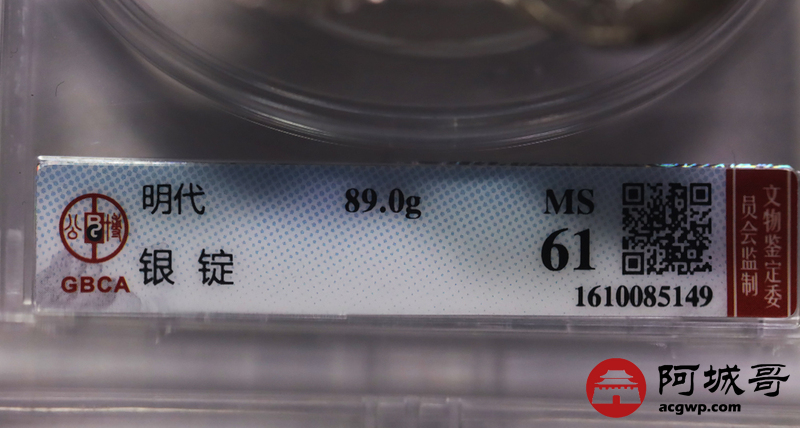 明代 89.0g MS
银锭 61
GBCA
1610085149
文物鉴定委
员会监制
阿城哥
acgwp.com